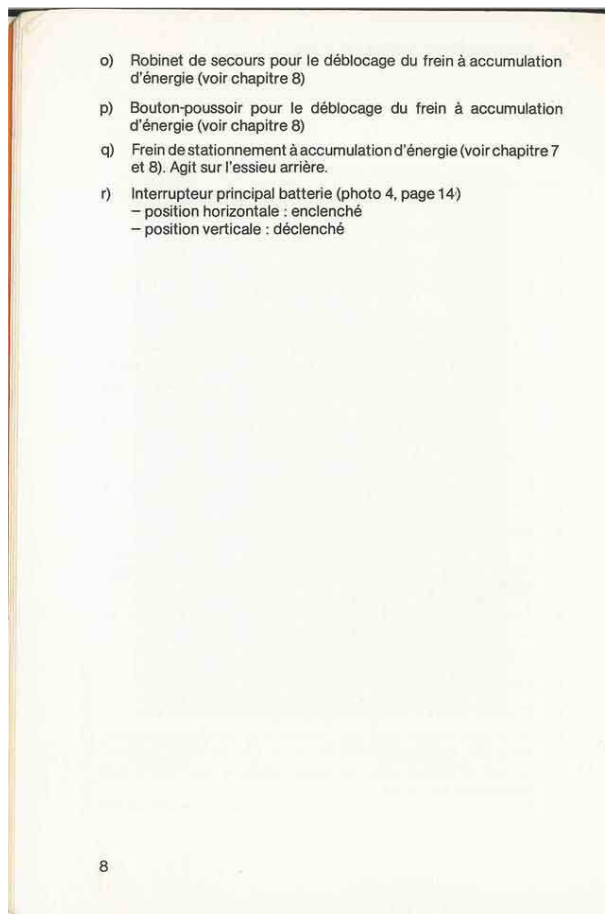 o) Robinet de secours pour le déblocage du frein à accumulation
d'énergie (voir chapitre 8)
p) Bouton-poussoir pour le déblocage du frein à accumulation
d'énergie (voir chapitre 8)
q) Frein de stationnement à accumulation d'énergie (voir chapitre 7
et 8). Agit sur l'essieu arrière.
r) Interrupteur principal batterie (photo 4, page 14)
– position horizontale : enclenché
– position verticale : déclenché
8